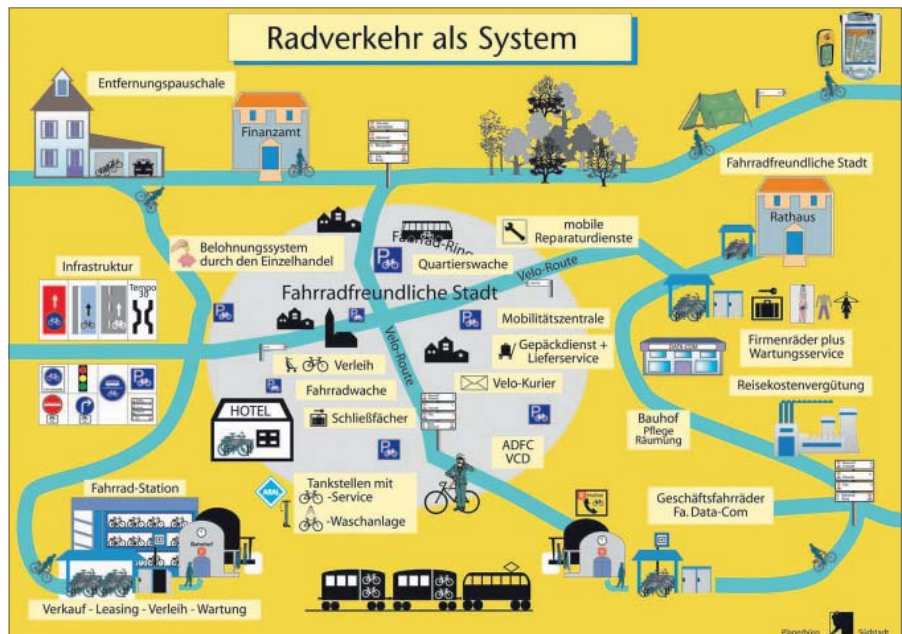 Radverkehr als System
Entfernungspauschale
Finanzamt
Fahrradfreundliche Stadt
Rathaus
Belohnungssystem
durch den Einzelhandel
Fahrrad-Ring
Quartierswache
mobile
Reparaturdienste
Velo-Route
Infrastruktur
Tempo
30
Fahrradfreundliche Stadt
Mobilitätszentrale
Gepäckdienst +
Lieferservice
Verleih
Velo-Route
Velo-Kurier
Fahrradwache
Schließfächer
HOTEL
ADFC
VCD
DATA-COM
Firmenräder plus
Wartungsservice
Reisekostenvergütung
Bauhof
Pflege
Räumung
Geschäftsfahrräder
Fa. Data-Com
Tankstellen mit
-Service
-Waschanlage
ARAL
Fahrrad-Station
Bahnhof
Verkauf - Leasing - Verleih - Wartung
Planerbüro Südstadt